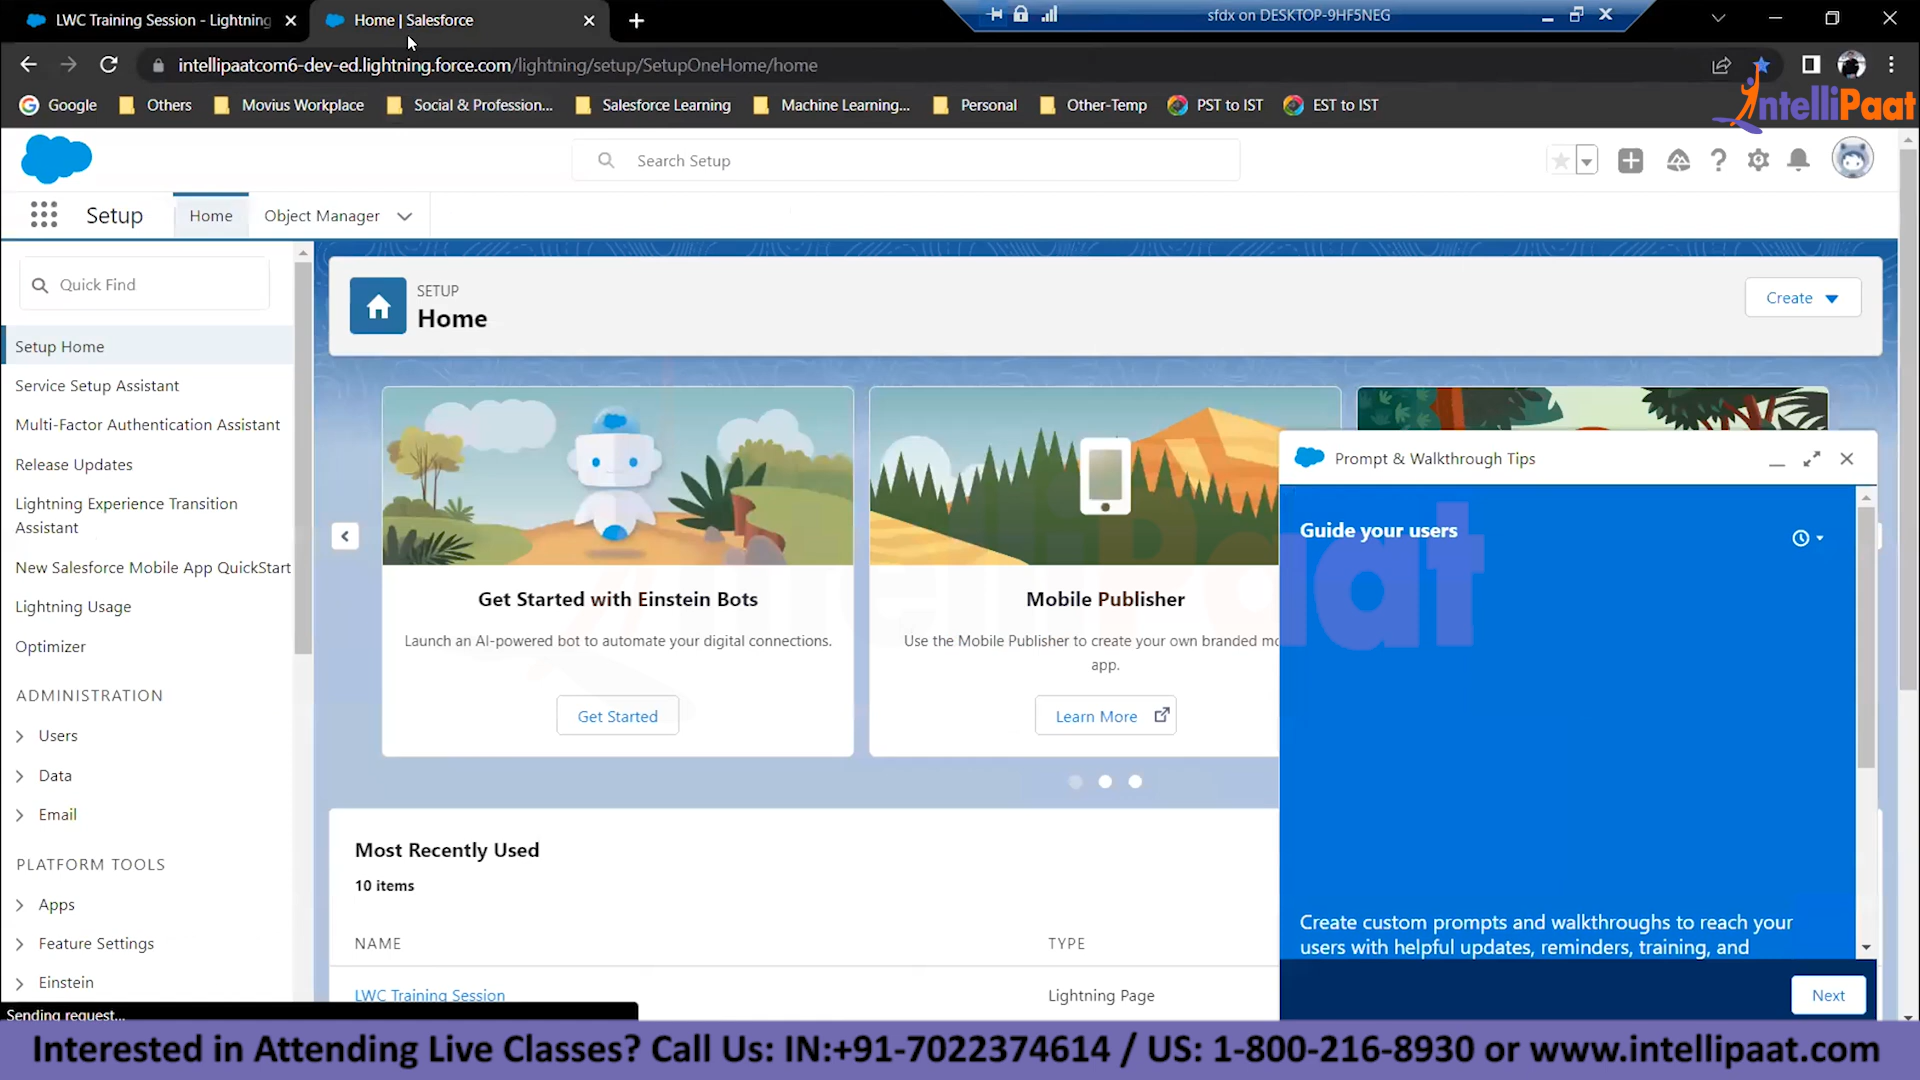 LWC Training Session - Lightning
Home | Salesforce
sfdx on DESKTOP-9HF5NEG
intellipaatcom6-dev-ed.lightning.force.com/lightning/setup/SetupOneHome/home
Google
Others
Movius Workplace
Social & Profession...
Salesforce Learning
Machine Learning...
Personal
Other-Temp
PST to IST
EST to IST
IntelliPaat
Search Setup
Setup
Home
Object Manager
Quick Find
Setup Home
Service Setup Assistant
Multi-Factor Authentication Assistant
Release Updates
Lightning Experience Transition
Assistant
New Salesforce Mobile App QuickStart
Lightning Usage
Optimizer
ADMINISTRATION
Users
Data
Email
PLATFORM TOOLS
Apps
Feature Settings
Einstein
SETUP
Home
Create
Get Started with Einstein Bots
Launch an AI-powered bot to automate your digital connections.
Get Started
Mobile Publisher
Use the Mobile Publisher to create your own branded mo
app.
Learn More
Most Recently Used
10 items
NAME
TYPE
LWC Training Session
Lightning Page
Prompt & Walkthrough Tips
Guide your users
IntelliPaat
Create custom prompts and walkthroughs to reach your
users with helpful updates, reminders, training, and
Next
Sending request...
Interested in Attending Live Classes? Call Us: IN:+91-7022374614 / US: 1-800-216-8930 or www.intellipaat.com